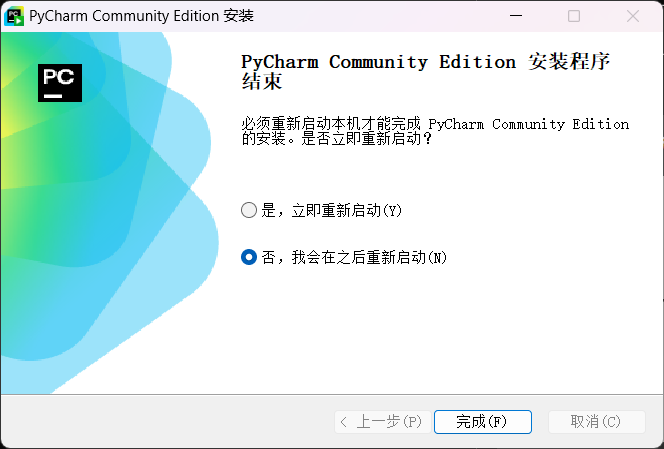 PyCharm Community Edition 安装
PC
PyCharm Community Edition 安装程序
结束
必须重新启动本机才能完成 PyCharm Community Edition
的安装。是否立即重新启动？
是，立即重新启动(Y)
否，我会在之后重新启动(N)
< 上一步(P)
完成(F)
取消(C)